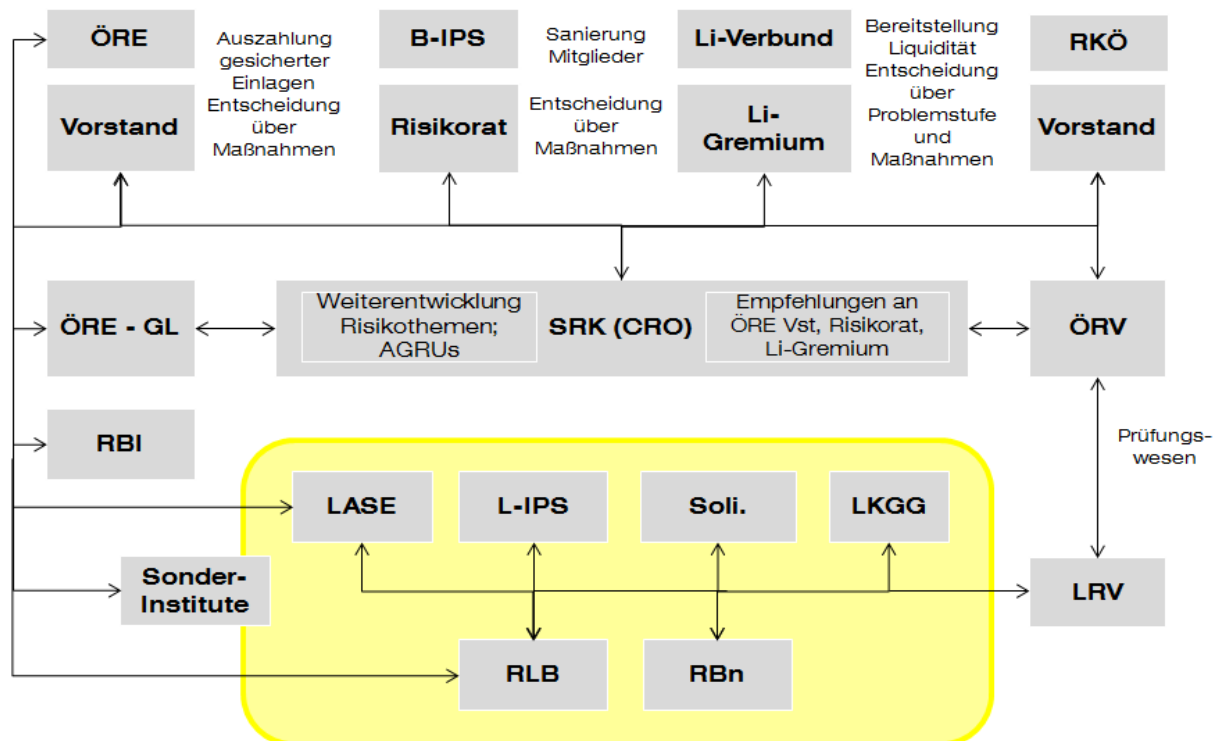 ÖRE
Auszahlung
gesicherter
Einlagen
Entscheidung
über
Maßnahmen
Vorstand
B-IPS
Sanierung
Mitglieder
Risikorat
Entscheidung
über
Maßnahmen
Li-Verbund
Li-
Gremium
Bereitstellung
Liquidität
Entscheidung
über
Problemstufe
und
Maßnahmen
RKÖ
Vorstand
ÖRE - GL
Weiterentwicklung
Risikothemen;
AGRUs
SRK (CRO)
Empfehlungen an
ÖRE Vst, Risikorat,
Li-Gremium
ÖRV
RBI
Prüfungs-
wesen
LASE
L-IPS
Soli.
LKGG
Sonder-
Institute
LRV
RLB
RBn